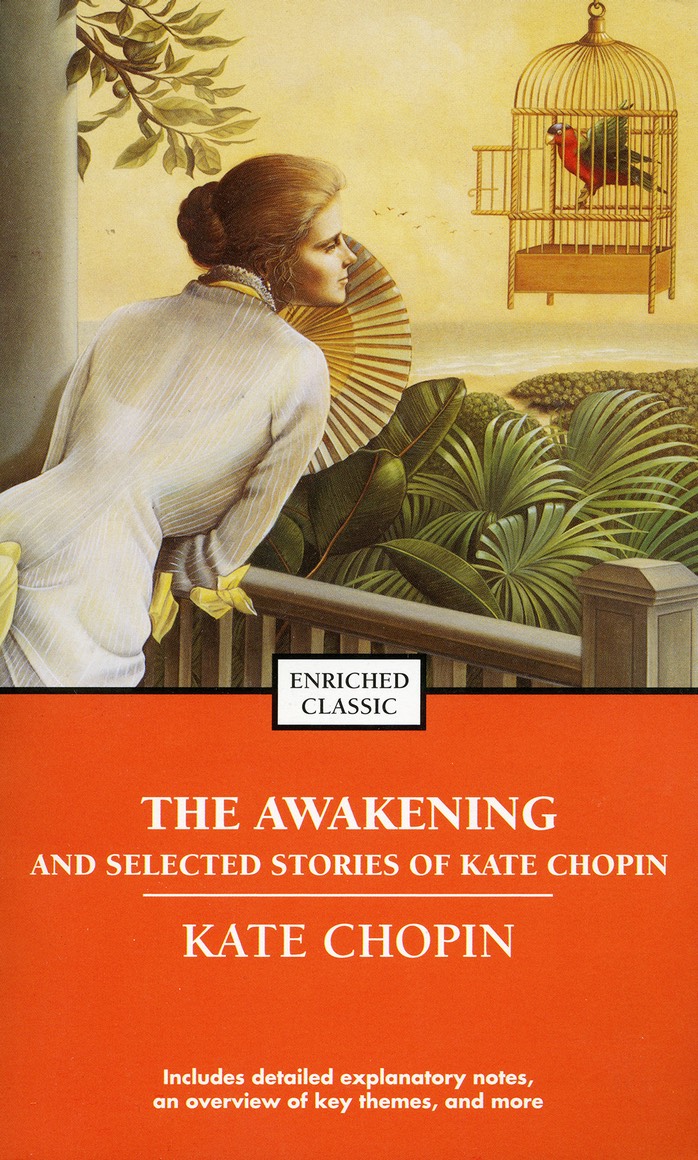 ENRICHED
CLASSIC
THE AWAKENING
AND SELECTED STORIES OF KATE CHOPIN
KATE CHOPIN
Includes detailed explanatory notes,
an overview of key themes, and more